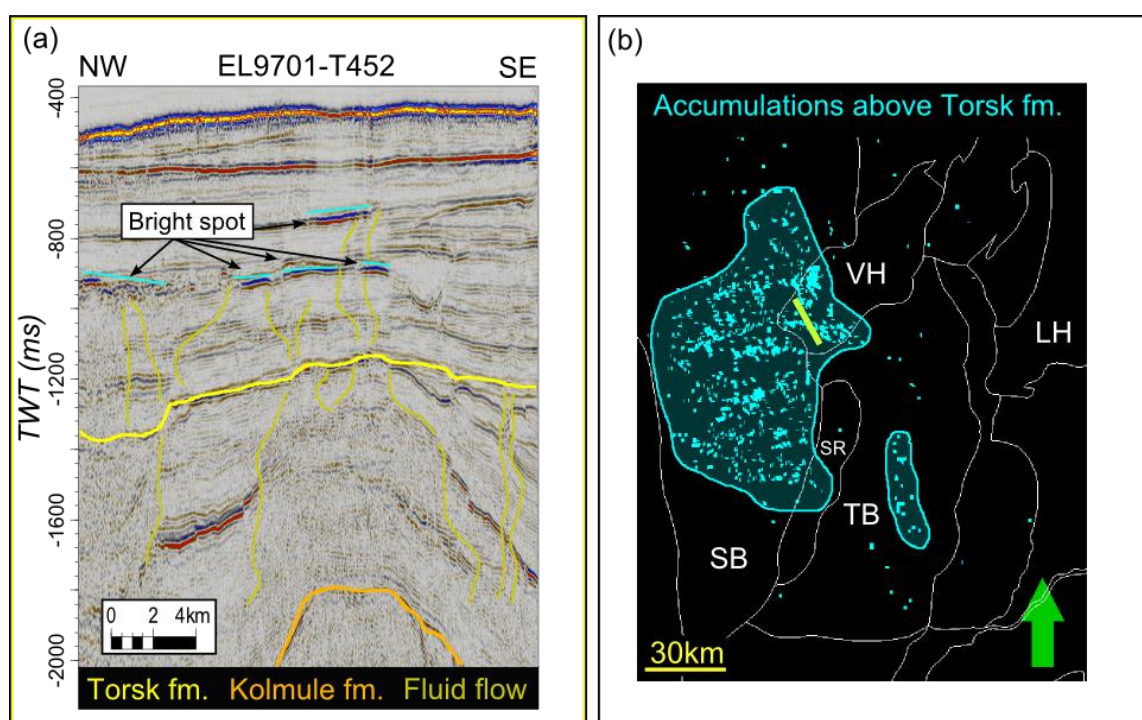 (a)
NW EL9701-T452 SE
-400
Bright spot
-800
-1200
-1600
-2000
TWT (ms)
0 2 4km
Torsk fm. Kolmule fm. Fluid flow
(b)
Accumulations above Torsk fm.
VH
LH
SR
TB
SB
30km